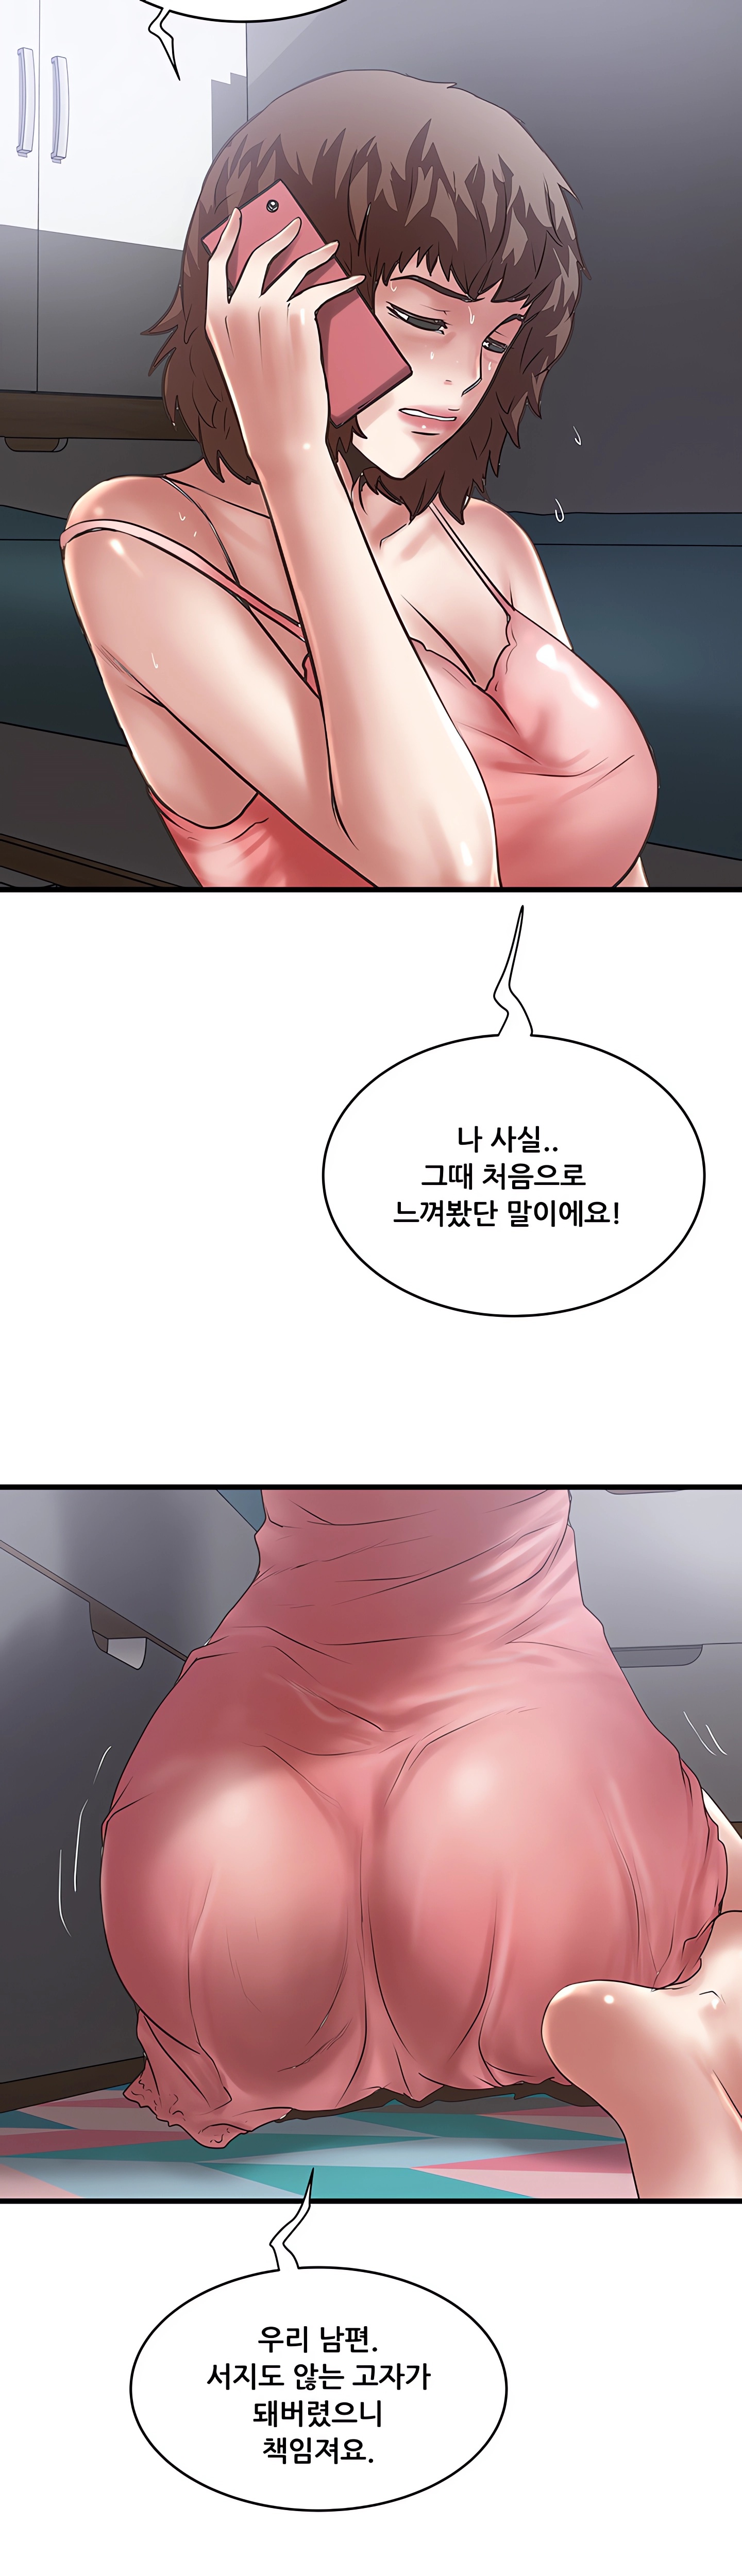 나 사실..
그때 처음으로
느껴봤단 말이에요!
우리 남편.
서지도 않는 고자가
돼버렸으니
책임져요.